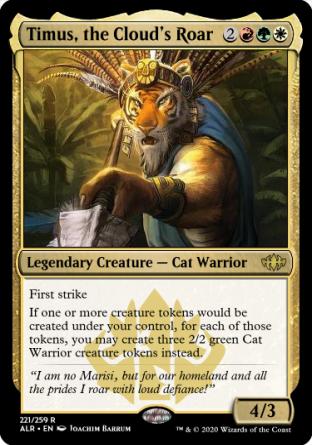 Timus, the Cloud's Roar 2
Legendary Creature — Cat Warrior
First strike
If one or more creature tokens would
be created under your control, for each of those
tokens, you may create three 2/2 green Cat
Warrior creature tokens instead.
“I am no Marisi, but for our homeland and all
the prides I roar with loud defiance!”
4/3
221/259 R
ALR • EN Joachim Barrum
™ & © 2020 Wizards of the Coast